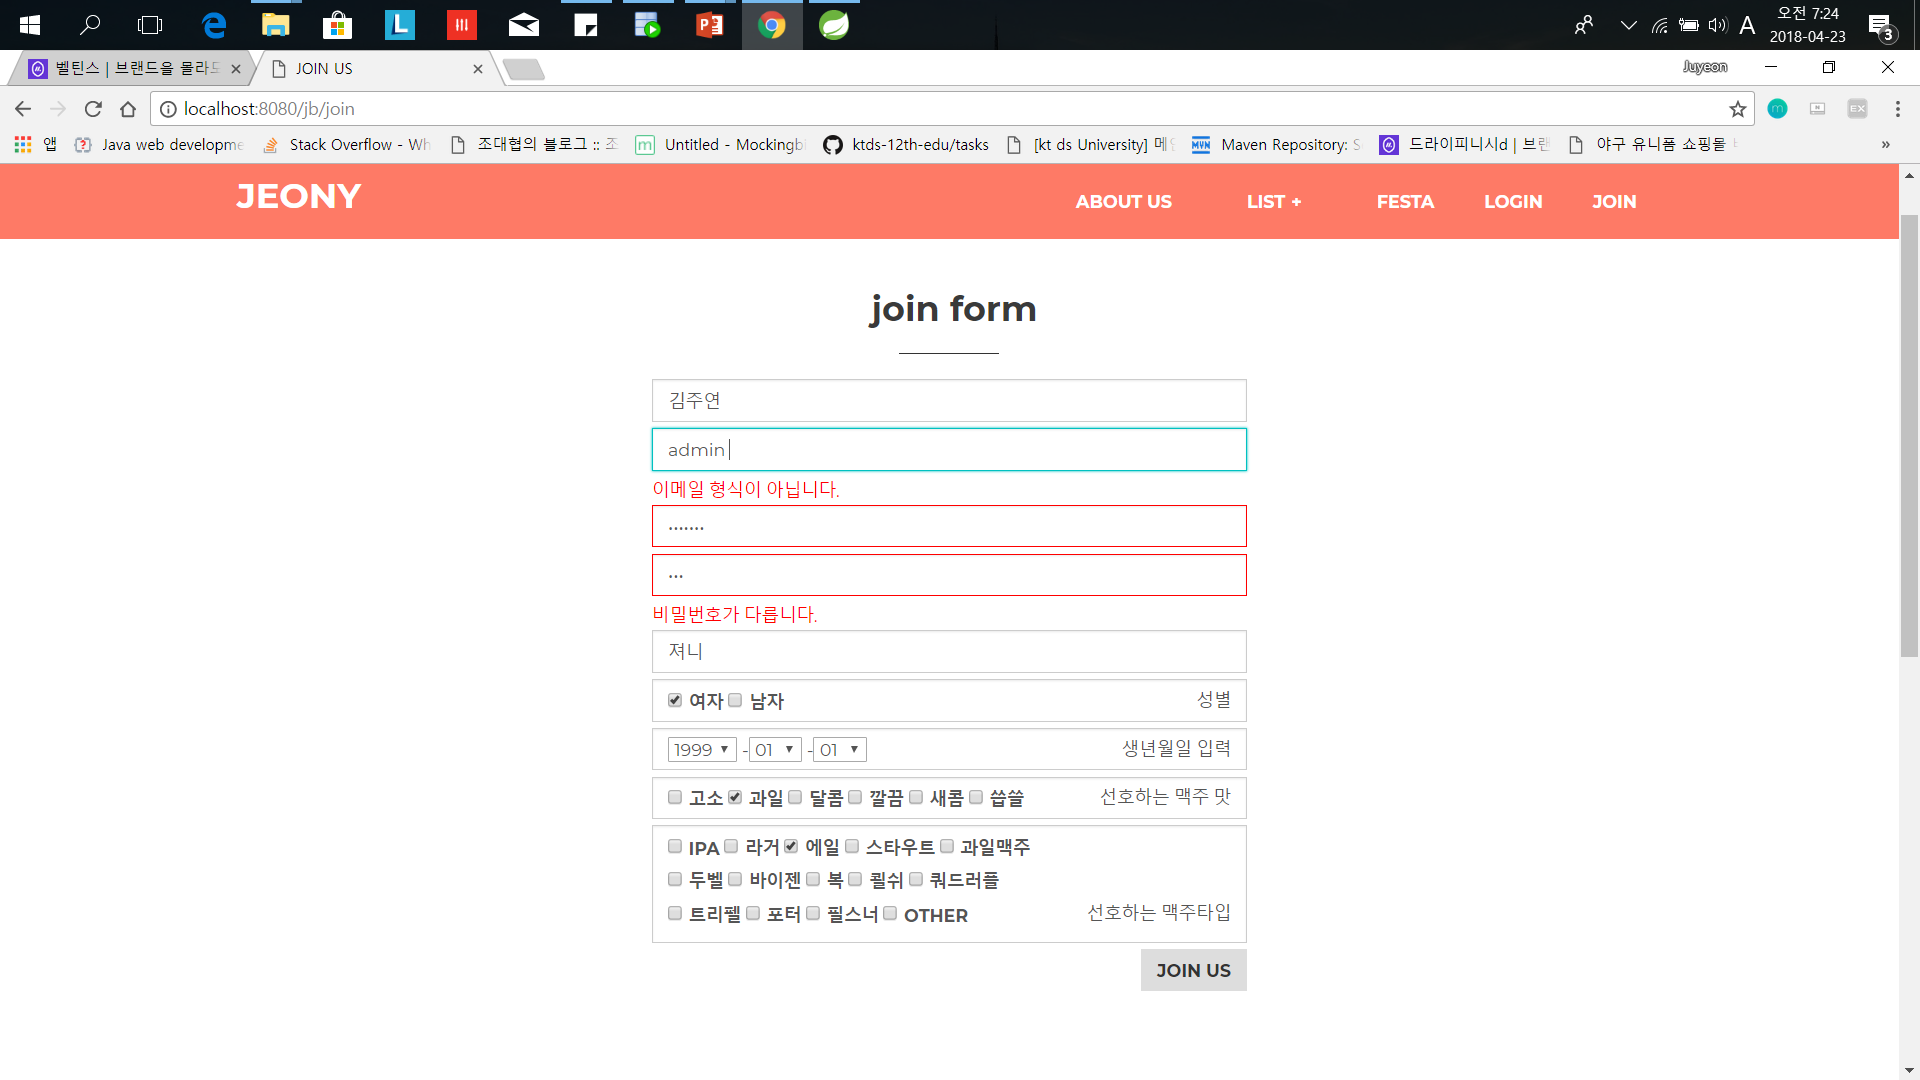 오전 7:24
2018-04-23
3
A
벨틴스 | 브랜드을 몰라도
JOIN US
Juyeon
localhost:8080/jb/join
앱
Java web developme
Stack Overflow - Wh
조대협의 블로그 :: 조
Untitled - Mockingbi
ktds-12th-edu/tasks
[kt ds University] 메인
Maven Repository: S
드라이피니시d | 브랜
야구 유니폼 쇼핑몰
»
JEONY
ABOUT US
LIST +
FESTA
LOGIN
JOIN
join form
김주연
admin
이메일 형식이 아닙니다.
비밀번호가 다릅니다.
져니
여자 남자 성별
1999 - 01 - 01 생년월일 입력
고소 과일 달콤 깔끔 새콤 씁쓸 선호하는 맥주 맛
IPA 라거 에일 스타우트 과일맥주
두벨 바이젠 복 쾰쉬 쿼드러플
트리펠 포터 필스너 OTHER 선호하는 맥주타입
JOIN US